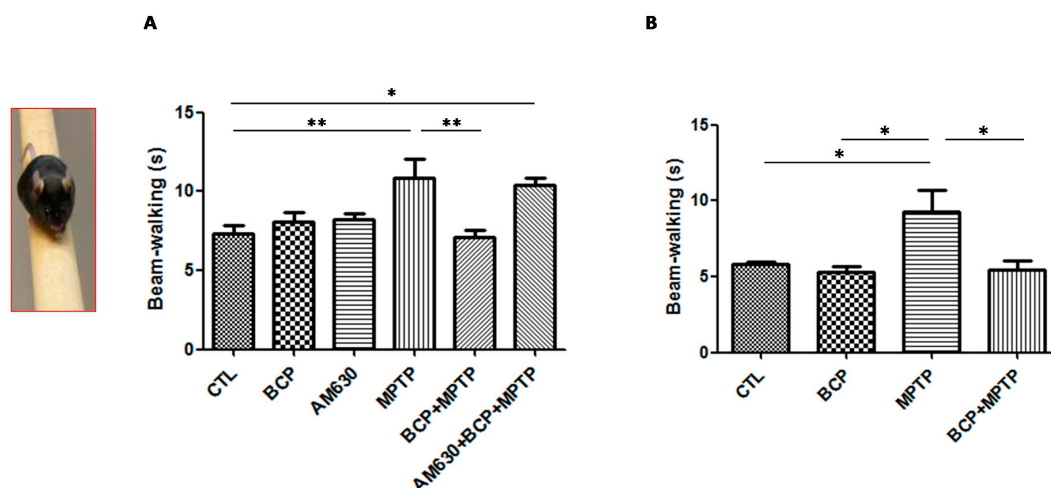 A
B
*
**
**
15
10
5
0
Beam-walking (s)
CTL
BCP
AM630
MPTP
BCP+MPTP
AM630+BCP+MPTP
*
*
*
15
10
5
0
Beam-walking (s)
CTL
BCP
MPTP
BCP+MPTP